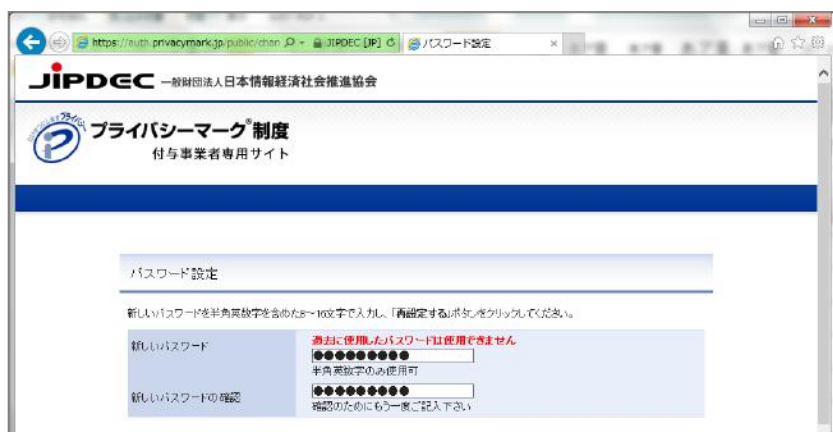 https://auth.privacymark.jp/public/chan
JIPDEC [JP]
パスワード設定
JIPDEC 一般財団法人日本情報経済社会推進協会
プライバシーマーク®制度
付与事業者専用サイト
パスワード設定
新しいパスワードを半角英数字を含めた8～16文字で入力し、「再設定する」ボタンをクリックしてください。
新しいパスワード
過去に使用したパスワードは使用できません
●●●●●●●●●
半角英数字のみ使用可
新しいパスワードの確認
●●●●●●●●●
確認のためにもう一度ご記入下さい